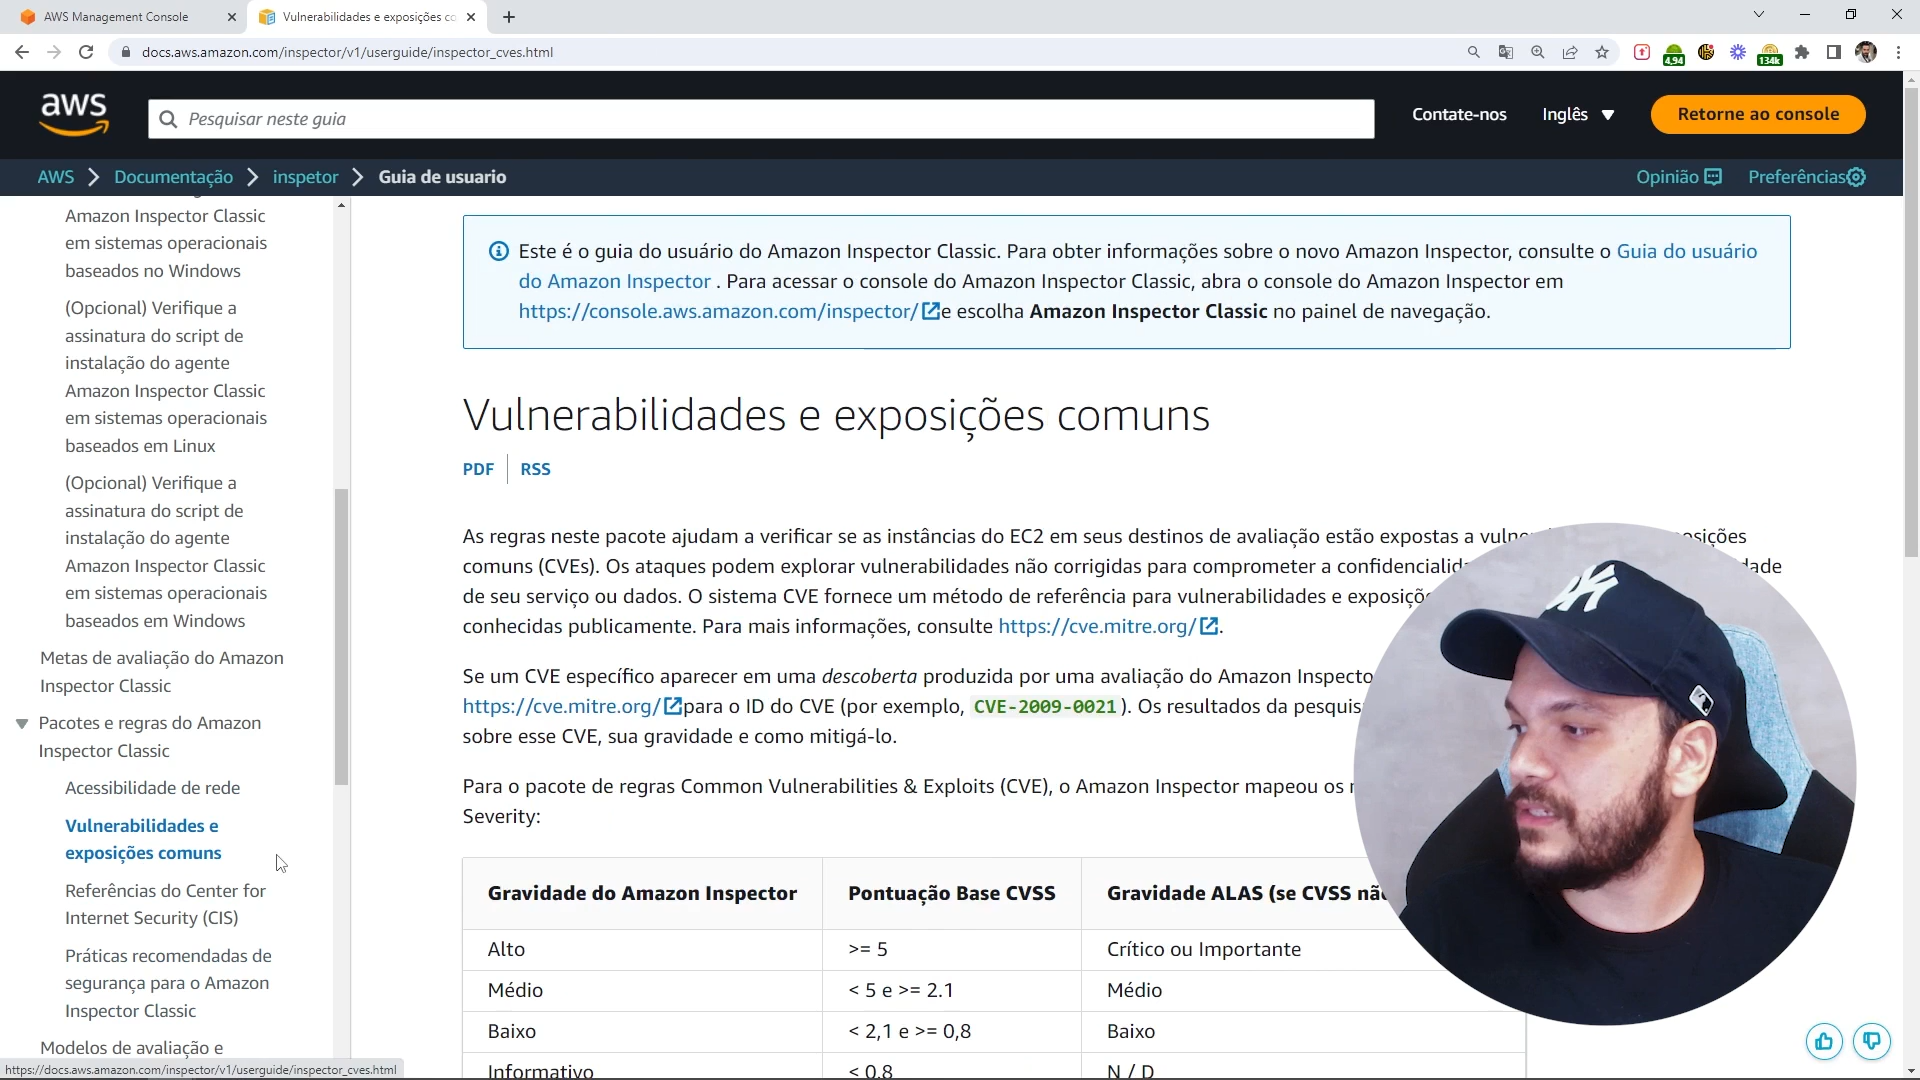 AWS Management Console
Vulnerabilidades e exposições co
docs.aws.amazon.com/inspector/v1/userguide/inspector_cves.html
4,94
134k
aws
Pesquisar neste guia
Contate-nos
Inglês
Retorne ao console
AWS
Documentação
inspetor
Guia de usuario
Opinião
Preferências
Amazon Inspector Classic
em sistemas operacionais
baseados no Windows
(Opcional) Verifique a
assinatura do script de
instalação do agente
Amazon Inspector Classic
em sistemas operacionais
baseados em Linux
(Opcional) Verifique a
assinatura do script de
instalação do agente
Amazon Inspector Classic
em sistemas operacionais
baseados em Windows
Metas de avaliação do Amazon
Inspector Classic
Pacotes e regras do Amazon
Inspector Classic
Acessibilidade de rede
Vulnerabilidades e
exposições comuns
Referências do Center for
Internet Security (CIS)
Práticas recomendadas de
segurança para o Amazon
Inspector Classic
Modelos de avaliação e
Este é o guia do usuário do Amazon Inspector Classic. Para obter informações sobre o novo Amazon Inspector, consulte o Guia do usuário
do Amazon Inspector . Para acessar o console do Amazon Inspector Classic, abra o console do Amazon Inspector em
https://console.aws.amazon.com/inspector/ e escolha Amazon Inspector Classic no painel de navegação.
Vulnerabilidades e exposições comuns
PDF
RSS
As regras neste pacote ajudam a verificar se as instâncias do EC2 em seus destinos de avaliação estão expostas a
comuns (CVEs). Os ataques podem explorar vulnerabilidades não corrigidas para comprometer a
de seu serviço ou dados. O sistema CVE fornece um método de referência para vulnerabilidades e
conhecidas publicamente. Para mais informações, consulte https://cve.mitre.org/ .
Se um CVE específico aparecer em uma descoberta produzida por uma avaliação do Amazon
https://cve.mitre.org/ para o ID do CVE (por exemplo, CVE-2009-0021 ). Os resultados da
sobre esse CVE, sua gravidade e como mitigá-lo.
Para o pacote de regras Common Vulnerabilities & Exploits (CVE), o Amazon Inspector mapeou os
Severity:
Gravidade do Amazon Inspector
Pontuação Base CVSS
Gravidade ALAS (se CVSS
Alto
>= 5
Crítico ou Importante
Médio
< 5 e >= 2.1
Médio
Baixo
< 2,1 e >= 0,8
Baixo
Informativo
< 0.8
N / D
https://docs.aws.amazon.com/inspector/v1/userguide/inspector_cves.html